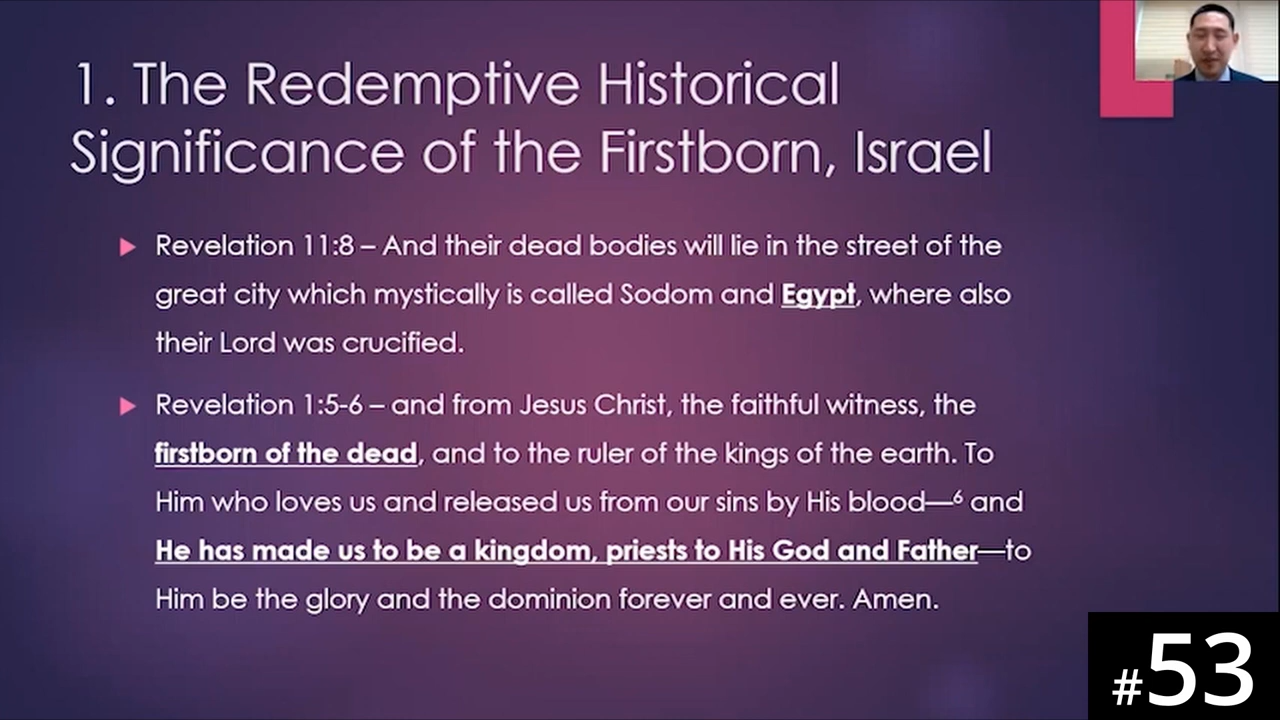 1. The Redemptive Historical
Significance of the Firstborn, Israel
Revelation 11:8 – And their dead bodies will lie in the street of the
great city which mystically is called Sodom and Egypt, where also
their Lord was crucified.
Revelation 1:5-6 – and from Jesus Christ, the faithful witness, the
firstborn of the dead, and to the ruler of the kings of the earth. To
Him who loves us and released us from our sins by His blood—⁶ and
He has made us to be a kingdom, priests to His God and Father—to
Him be the glory and the dominion forever and ever. Amen.
#53